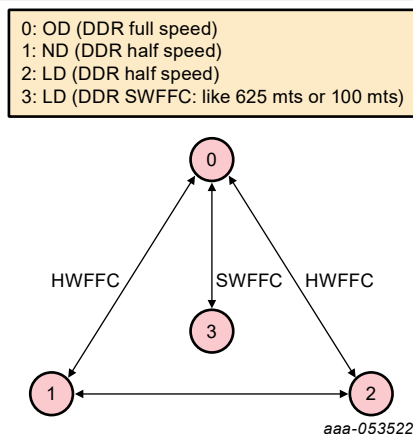 0: OD (DDR full speed)
1: ND (DDR half speed)
2: LD (DDR half speed)
3: LD (DDR SWFFC: like 625 mts or 100 mts)
0
HWFFC
SWFFC
HWFFC
3
1
2
aaa-053522